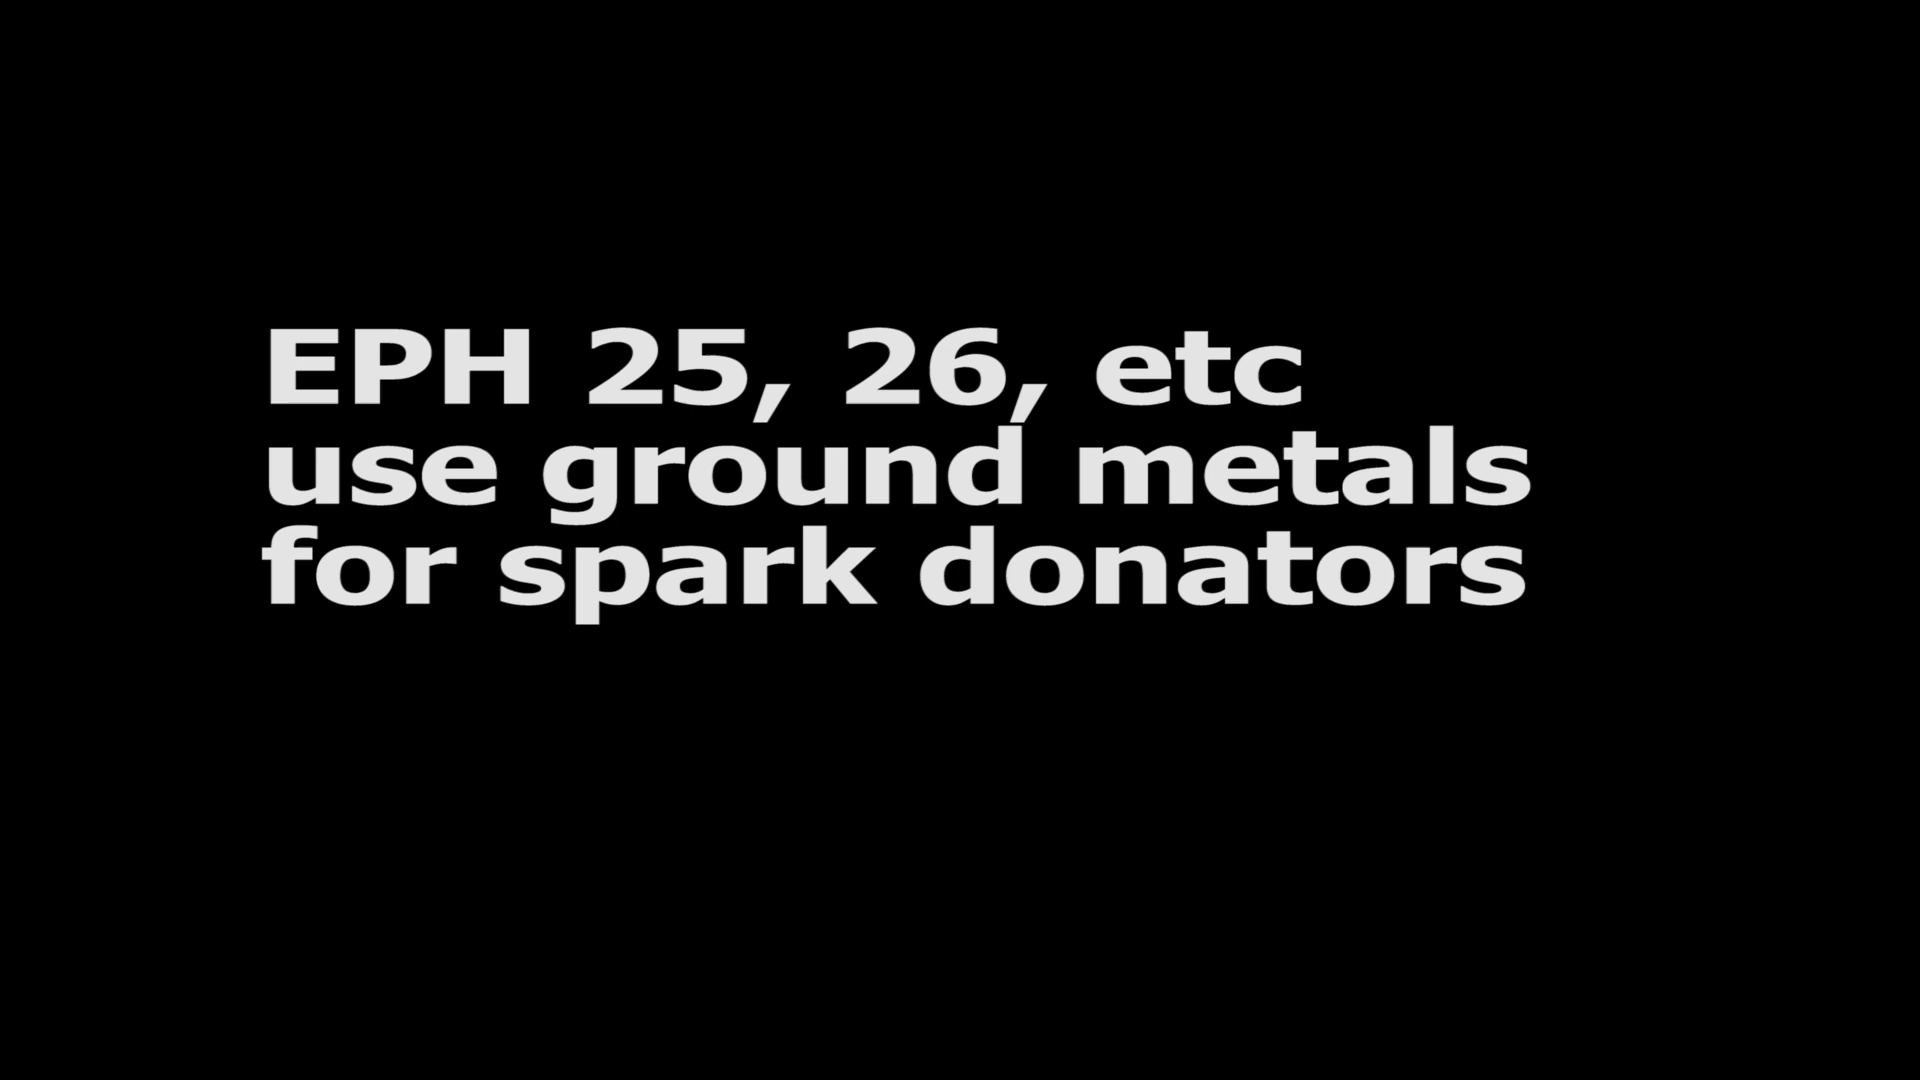 EPH 25, 26, etc
use ground metals
for spark donators